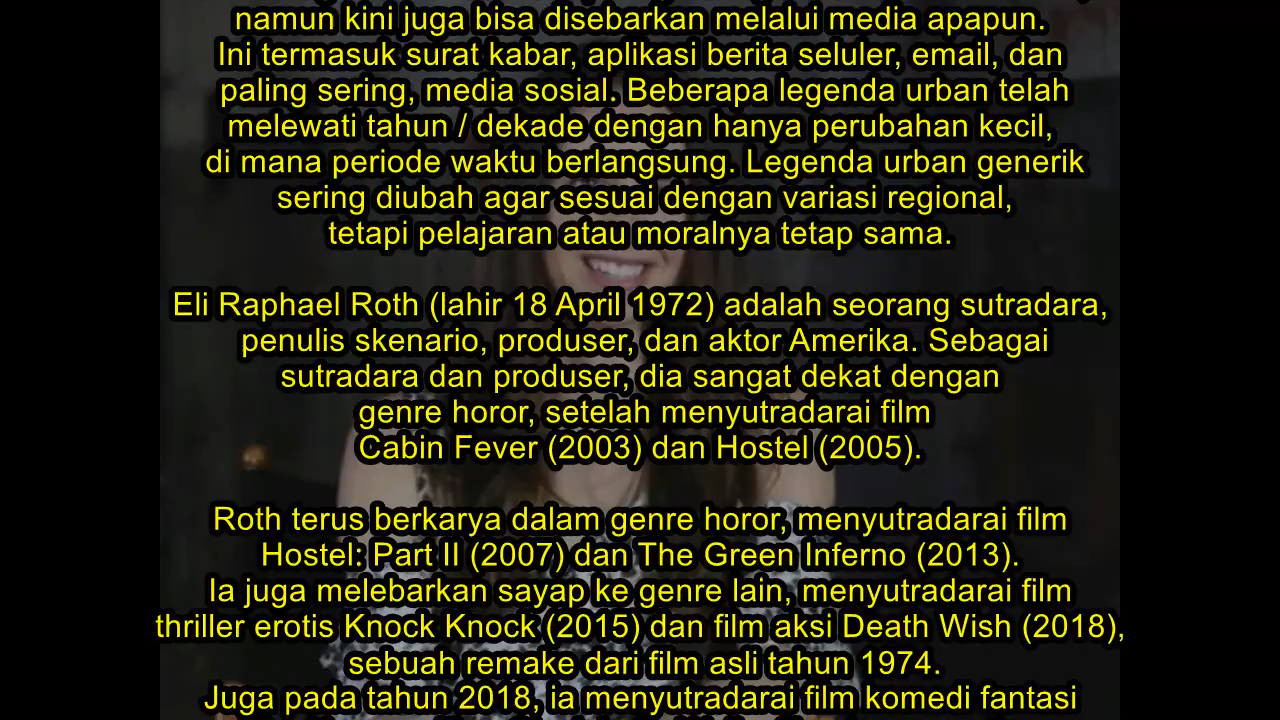 namun kini juga bisa disebarkan melalui media apapun.
Ini termasuk surat kabar, aplikasi berita seluler, email, dan
paling sering, media sosial. Beberapa legenda urban telah
melewati tahun / dekade dengan hanya perubahan kecil,
di mana periode waktu berlangsung. Legenda urban generik
sering diubah agar sesuai dengan variasi regional,
tetapi pelajaran atau moralnya tetap sama.
Eli Raphael Roth (lahir 18 April 1972) adalah seorang sutradara,
penulis skenario, produser, dan aktor Amerika. Sebagai
sutradara dan produser, dia sangat dekat dengan
genre horor, setelah menyutradarai film
Cabin Fever (2003) dan Hostel (2005).
Roth terus berkarya dalam genre horor, menyutradarai film
Hostel: Part II (2007) dan The Green Inferno (2013).
Ia juga melebarkan sayap ke genre lain, menyutradarai film
thriller erotis Knock Knock (2015) dan film aksi Death Wish (2018),
sebuah remake dari film asli tahun 1974.
Juga pada tahun 2018, ia menyutradarai film komedi fantasi